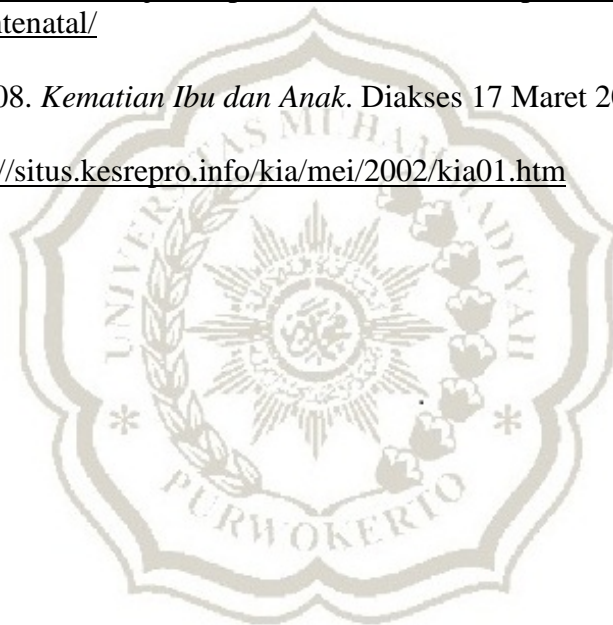 ntenatal/
08. Kematian Ibu dan Anak. Diakses 17 Maret 20
//situs.kesrepro.info/kia/mei/2002/kia01.htm
UNIVERSITAS MUHAMMADIYAH
PURWOKERTO